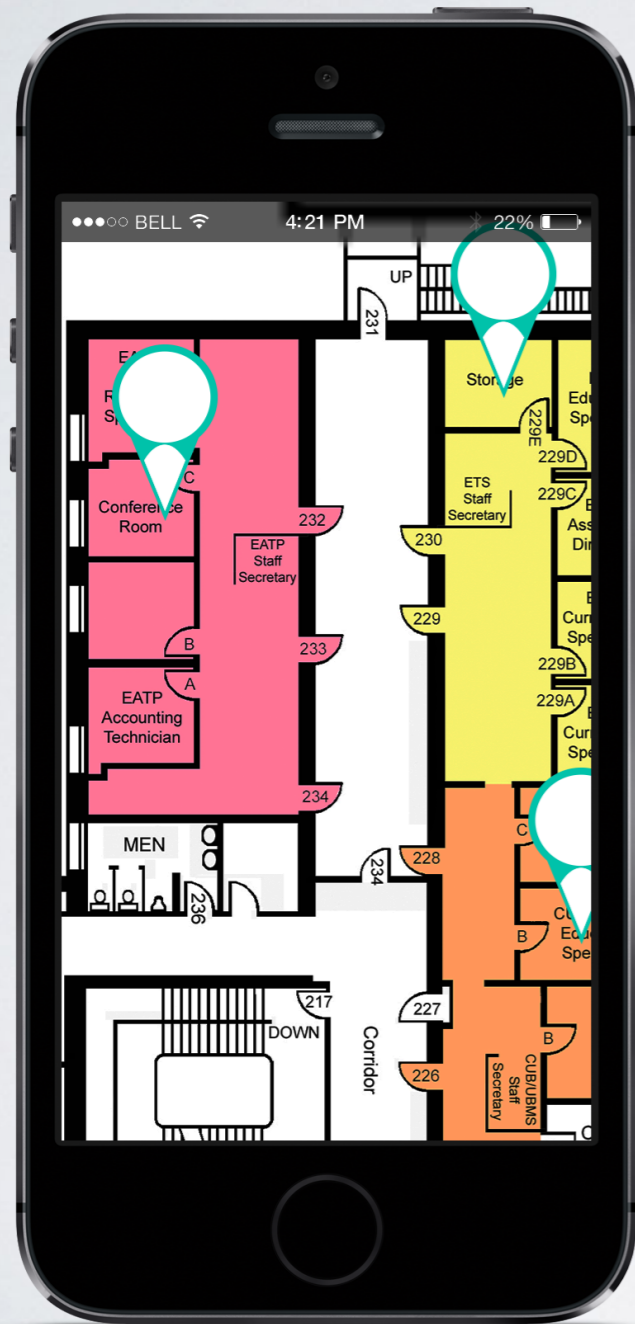 BELL
4:21 PM
22%
UP
231
Storage
229E
229D
229C
ETS
Staff
Secretary
C
Conference
Room
232
EATP
Staff
Secretary
230
229
B
233
A
229B
229A
EATP
Accounting
Technician
234
MEN
236
234
228
C
B
217
DOWN
Corridor
227
226
CUB/UBMS
Staff
Secretary
B